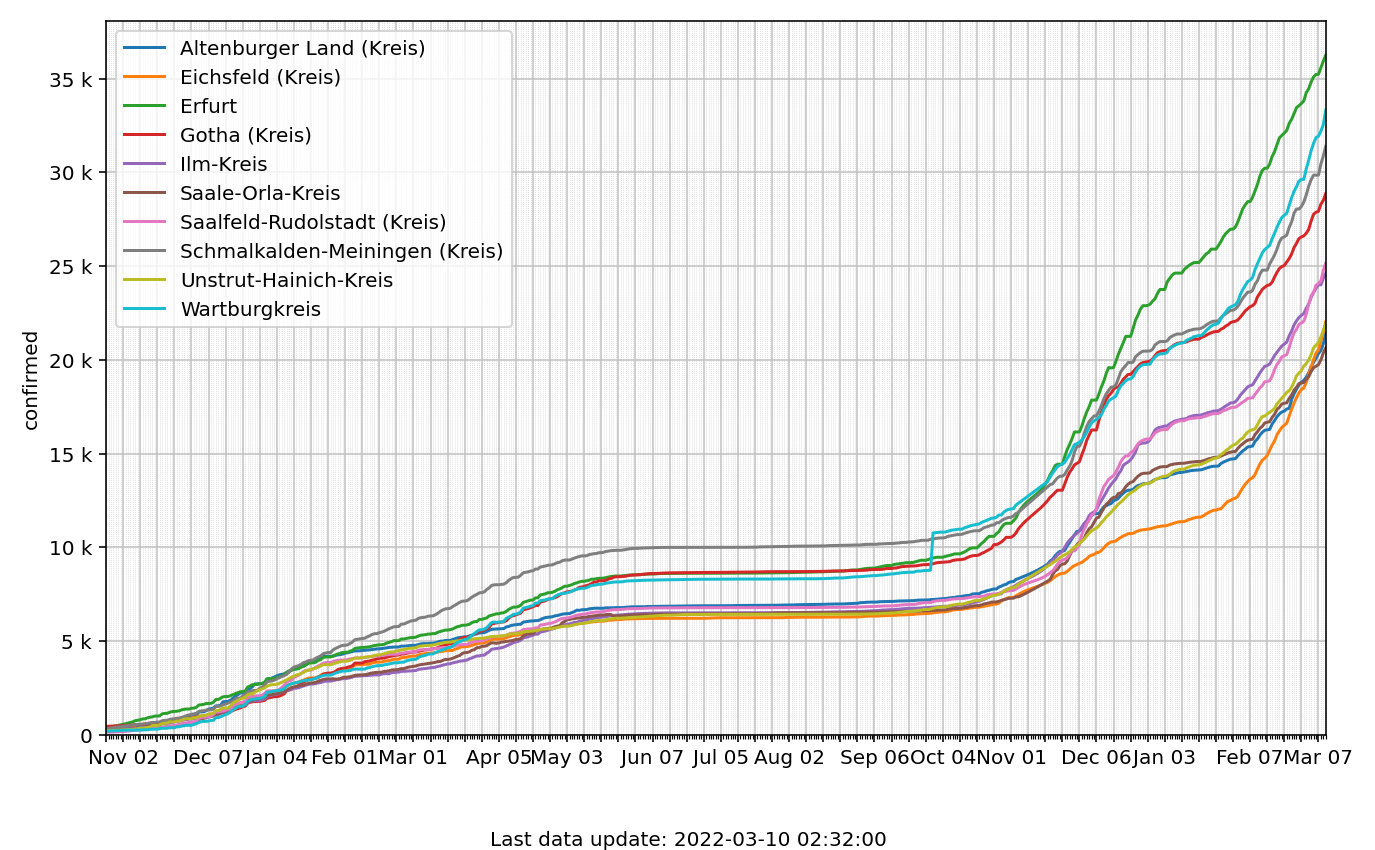 35 k
30 k
25 k
20 k
15 k
10 k
5 k
0
confirmed
Altenburger Land (Kreis)
Eichsfeld (Kreis)
Erfurt
Gotha (Kreis)
Ilm-Kreis
Saale-Orla-Kreis
Saalfeld-Rudolstadt (Kreis)
Schmalkalden-Meiningen (Kreis)
Unstrut-Hainich-Kreis
Wartburgkreis
Nov 02 Dec 07 Jan 04 Feb 01 Mar 01 Apr 05 May 03 Jun 07 Jul 05 Aug 02 Sep 06 Oct 04 Nov 01 Dec 06 Jan 03 Feb 07 Mar 07
Last data update: 2022-03-10 02:32:00